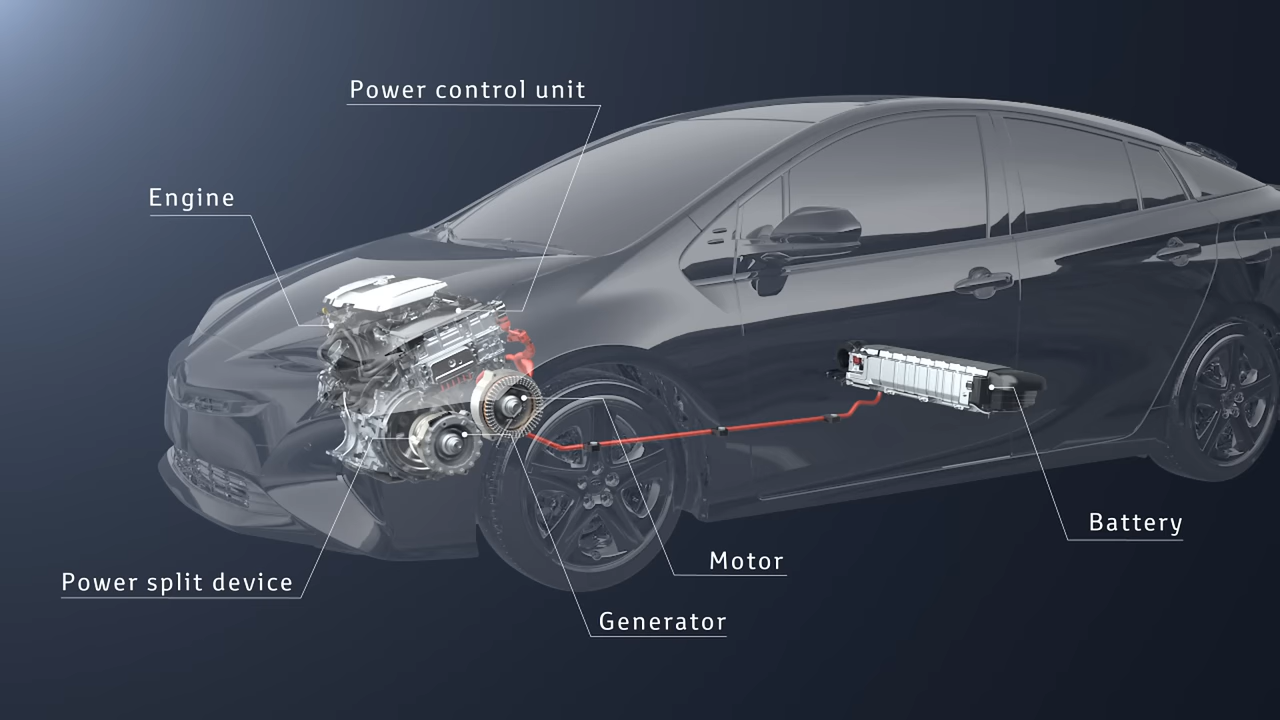 Power control unit
Engine
Battery
Motor
Power split device
Generator